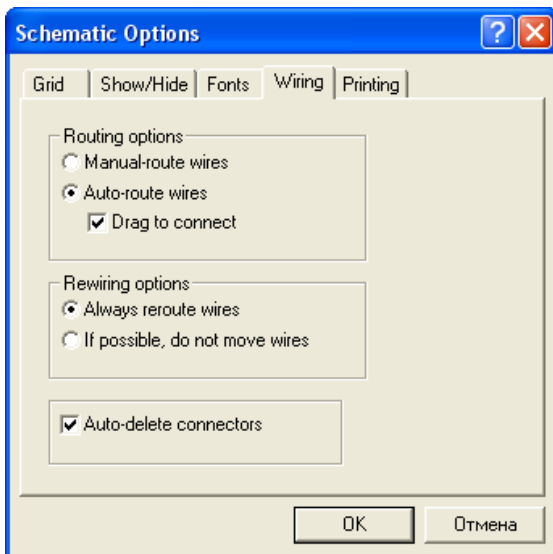 Schematic Options
Grid Show/Hide Fonts Wiring Printing
Routing options
Manual-route wires
Auto-route wires
Drag to connect
Rewiring options
Always reroute wires
If possible, do not move wires
Auto-delete connectors
OK Отмена